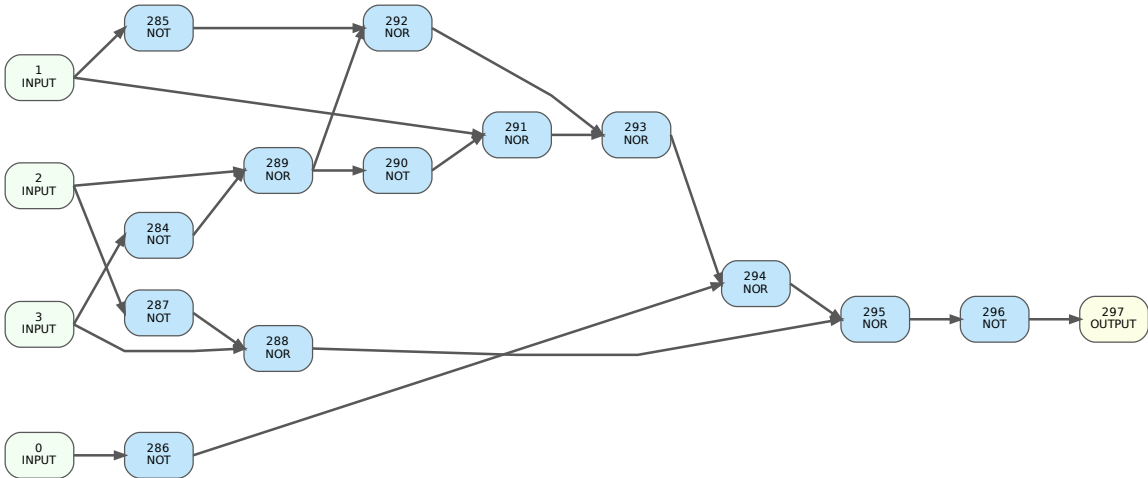 285
NOT
292
NOR
1
INPUT
291
NOR
293
NOR
289
NOR
290
NOT
2
INPUT
284
NOT
294
NOR
287
NOT
3
INPUT
288
NOR
295
NOR
296
NOT
297
OUTPUT
0
INPUT
286
NOT